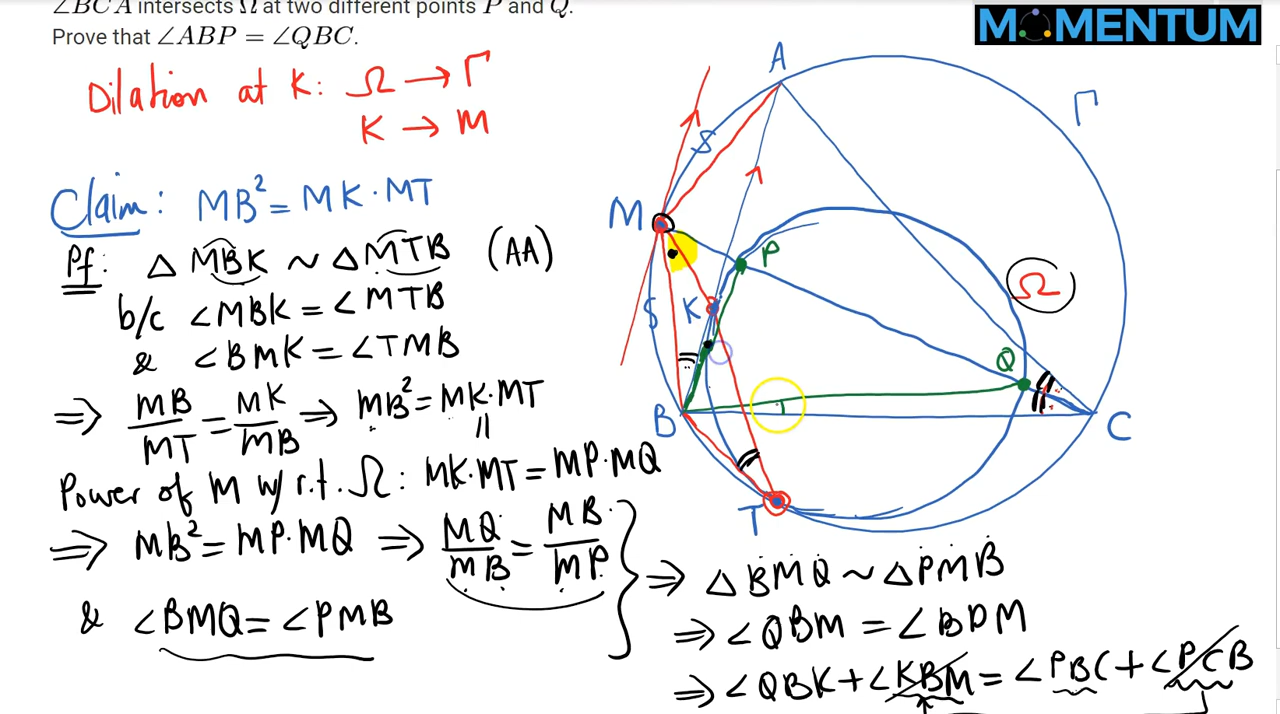 ∠BCA intersects Ω at two different points P and Q.
Prove that ∠ABP = ∠QBC.
MOMENTUM
Dilation at K: Ω → Γ
K → M
Claim: MB² = MK·MT
Pf: △MBK ~ △MTB (AA)
b/c ∠MBK = ∠MTB
& ∠BMK = ∠TMB
⇒ MB/MT = MK/MB ⇒ MB² = MK·MT
Power of M w/ r.t. Ω: MK·MT = MP·MQ
⇒ MB² = MP·MQ ⇒ MQ/MB = MB/MP
& ∠BMQ = ∠PMB
⇒ △BMQ ~ △PMB
⇒ ∠QBM = ∠BPM
⇒ ∠QBK + ∠KBM = ∠PBC + ∠PCB
A
Γ
S
M
P
Ω
S
K
Q
B
C
T